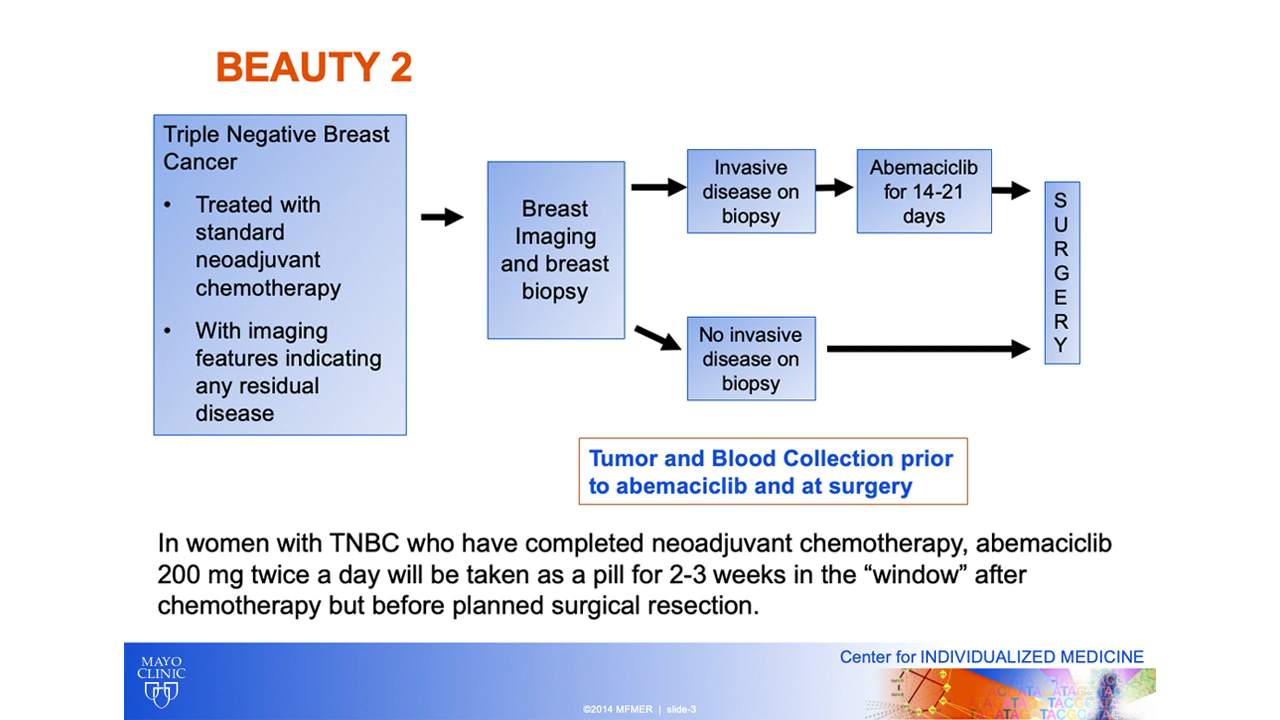 BEAUTY 2
Triple Negative Breast
Cancer
• Treated with
standard
neoadjuvant
chemotherapy
• With imaging
features indicating
any residual
disease
Breast
Imaging
and breast
biopsy
Invasive
disease on
biopsy
Abemaciclib
for 14-21
days
No invasive
disease on
biopsy
S
U
R
G
E
R
Y
Tumor and Blood Collection prior
to abemaciclib and at surgery
In women with TNBC who have completed neoadjuvant chemotherapy, abemaciclib
200 mg twice a day will be taken as a pill for 2-3 weeks in the “window” after
chemotherapy but before planned surgical resection.
MAYO
CLINIC
Center for INDIVIDUALIZED MEDICINE
©2014 MFMER | slide-3